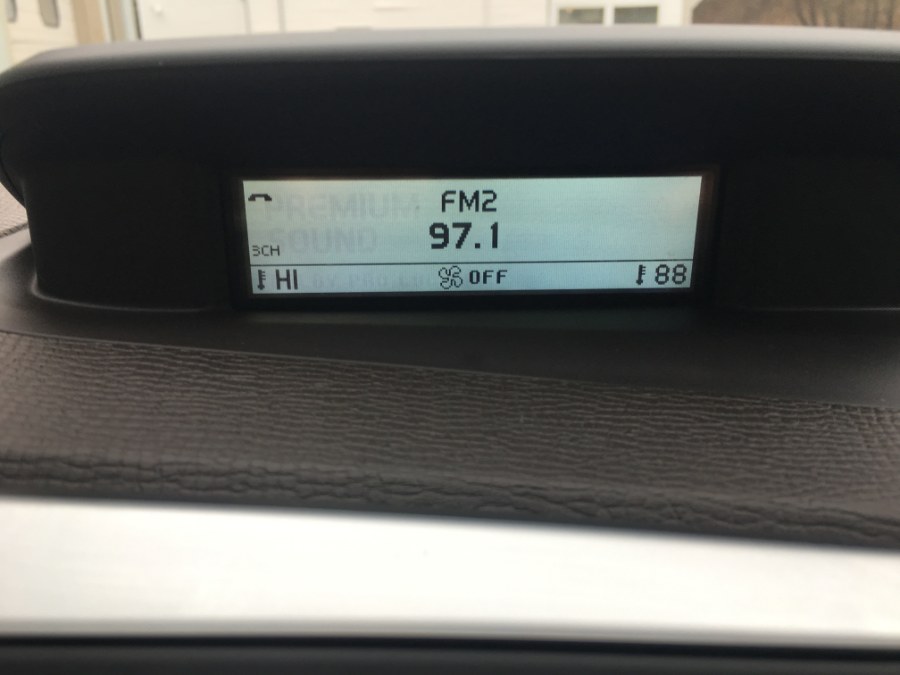 PREMIUM FM2
SOUND 97.1
3CH
HI OFF 88